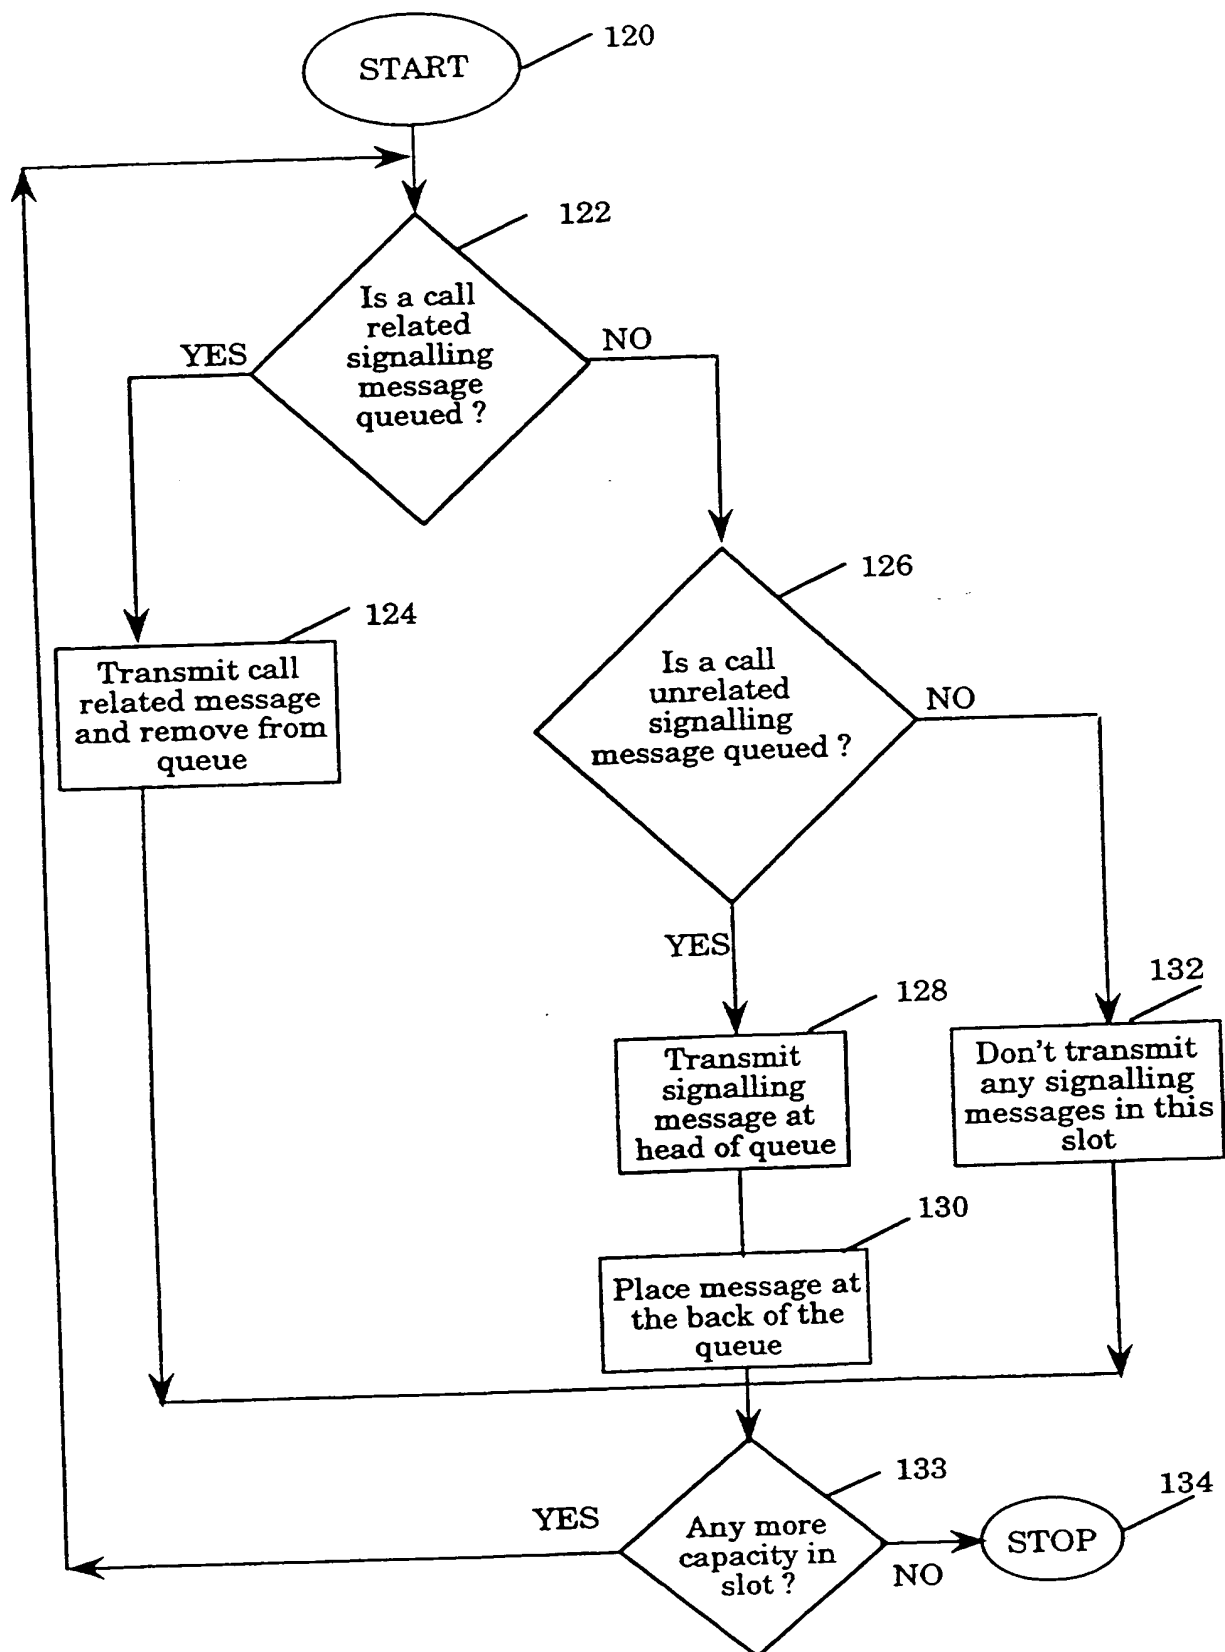 START
120
122
Is a call
related
signalling
message
queued ?
YES
NO
126
124
Transmit call
related message
and remove from
queue
Is a call
unrelated
signalling
message queued ?
NO
YES
132
128
Transmit
signalling
message at
head of queue
Don't transmit
any signalling
messages in this
slot
130
Place message at
the back of the
queue
133
134
YES
Any more
capacity in
slot ?
NO
STOP